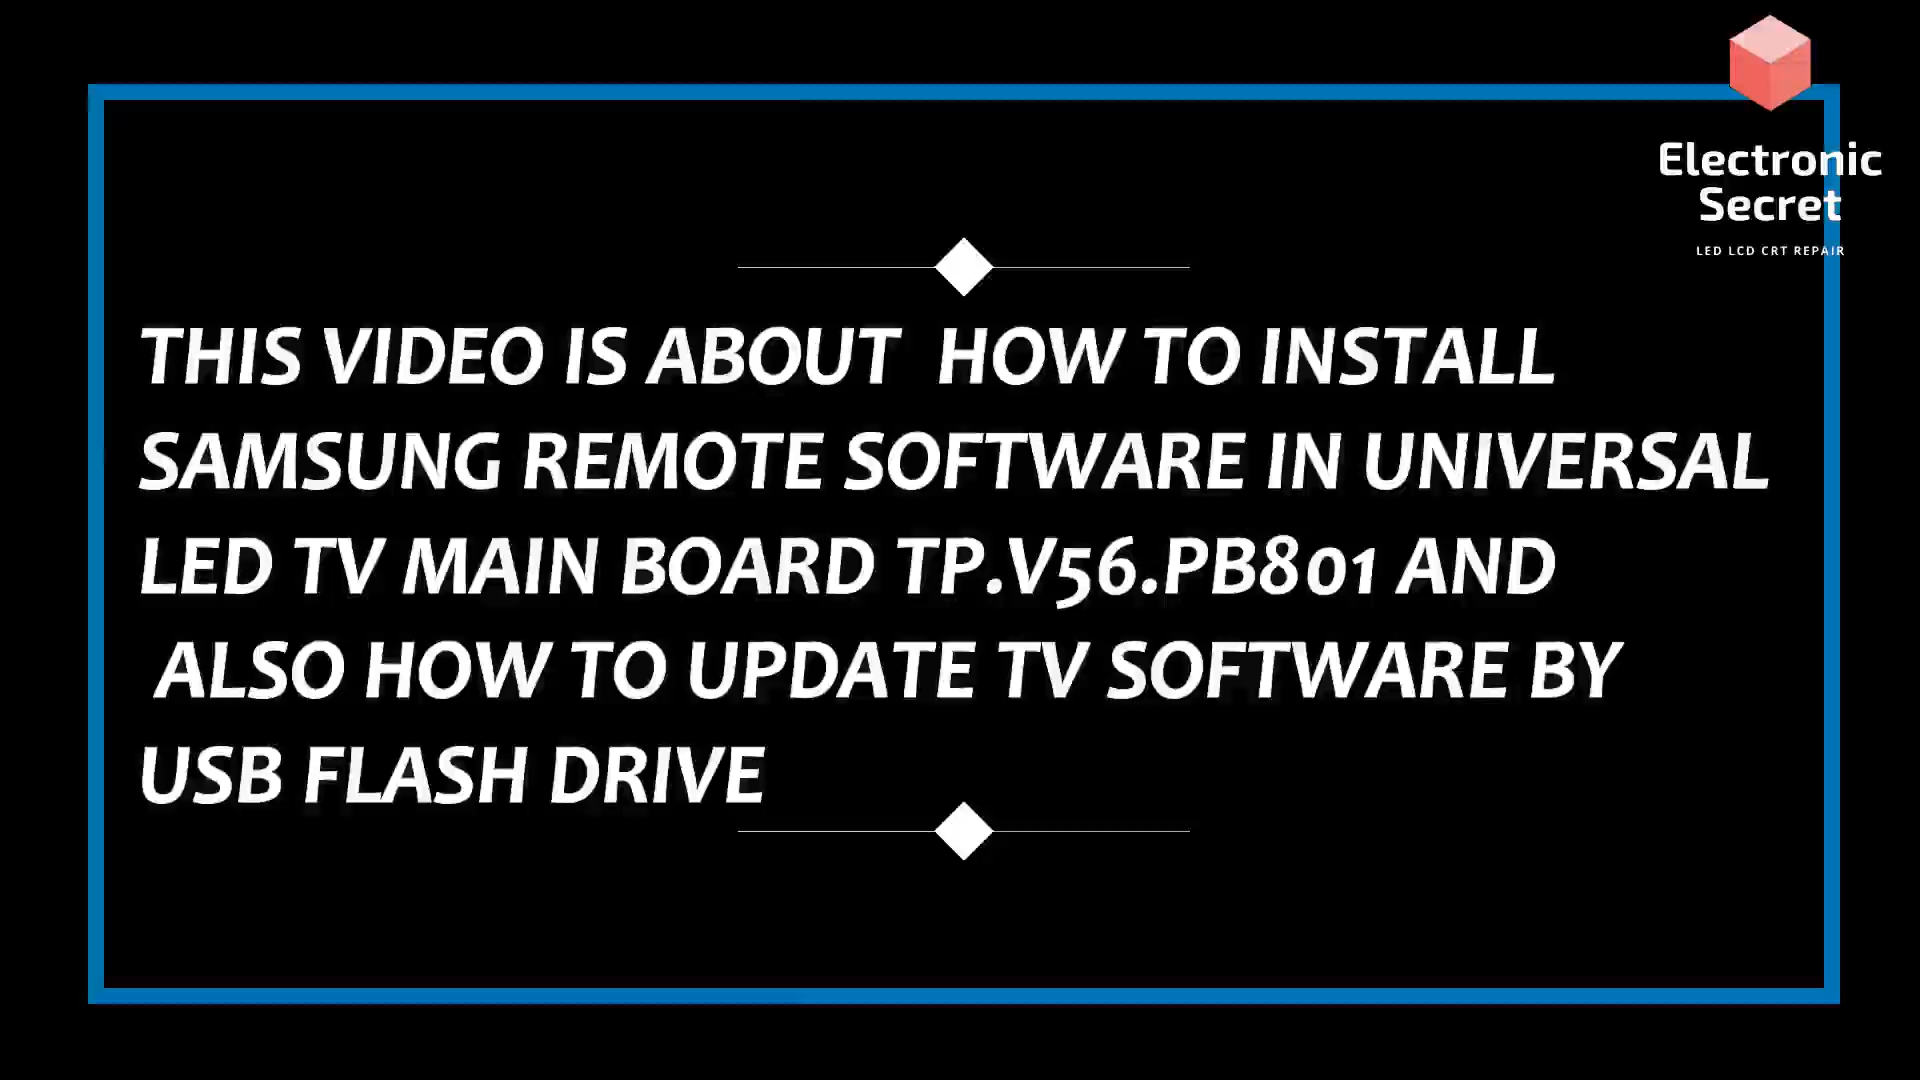 Electronic
Secret
LED LCD CRT REPAIR
THIS VIDEO IS ABOUT HOW TO INSTALL
SAMSUNG REMOTE SOFTWARE IN UNIVERSAL
LED TV MAIN BOARD TP.V56.PB801 AND
ALSO HOW TO UPDATE TV SOFTWARE BY
USB FLASH DRIVE